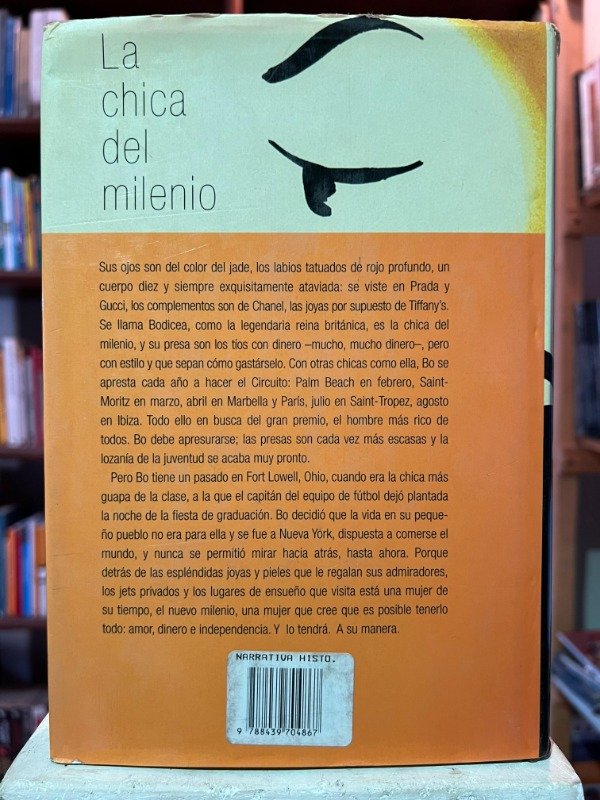 La
chica
del
milenio
Sus ojos son del color del jade, los labios tatuados de rojo profundo, un
cuerpo diez y siempre exquisitamente ataviada: se viste en Prada y
Gucci, los complementos son de Chanel, las joyas por supuesto de Tiffany's.
Se llama Bodicea, como la legendaria reina británica, es la chica del
milenio, y su presa son los tíos con dinero –mucho, mucho dinero–, pero
con estilo y que sepan cómo gastárselo. Con otras chicas como ella, Bo se
apresta cada año a hacer el Circuito: Palm Beach en febrero, Saint-
Moritz en marzo, abril en Marbella y París, julio en Saint-Tropez, agosto
en Ibiza. Todo ello en busca del gran premio, el hombre más rico de
todos. Bo debe apresurarse; las presas son cada vez más escasas y la
lozanía de la juventud se acaba muy pronto.
Pero Bo tiene un pasado en Fort Lowell, Ohio, cuando era la chica más
guapa de la clase, a la que el capitán del equipo de fútbol dejó plantada
la noche de la fiesta de graduación. Bo decidió que la vida en su peque-
ño pueblo no era para ella y se fue a Nueva York, dispuesta a comerse el
mundo, y nunca se permitió mirar hacia atrás, hasta ahora. Porque
detrás de las espléndidas joyas y pieles que le regalan sus admiradores,
los jets privados y los lugares de ensueño que visita está una mujer de
su tiempo, el nuevo milenio, una mujer que cree que es posible tenerlo
todo: amor, dinero e independencia. Y lo tendrá. A su manera.
NARRATIVA HISTO.
9 788439 704867